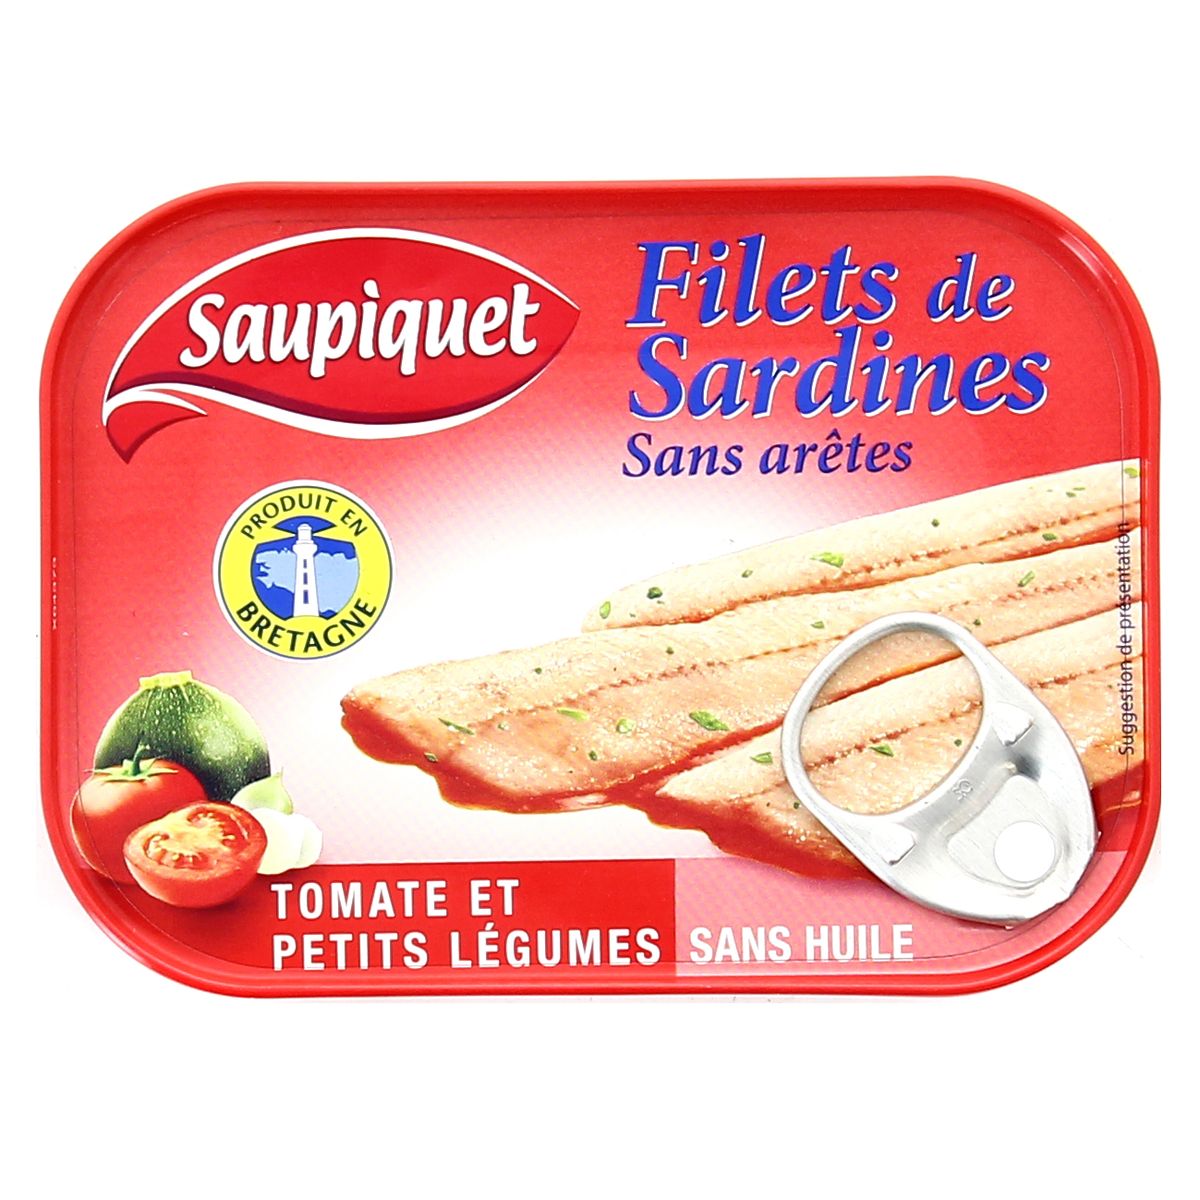 Saupiquet
Filets de
Sardines
Sans arêtes
PRODUIT EN
BRETAGNE
Suggestion de présentation
TOMATE ET
PETITS LÉGUMES
SANS HUILE